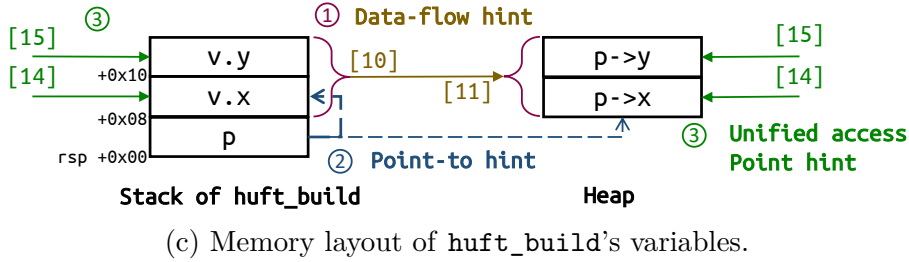 ③ ① Data-flow hint
[15] v.y [10] p->y [15]
+0x10
[14] v.x [11] p->x [14]
+0x08
p ③ Unified access
rsp +0x00 ② Point-to hint Point hint
Stack of huft_build Heap
(c) Memory layout of huft_build's variables.